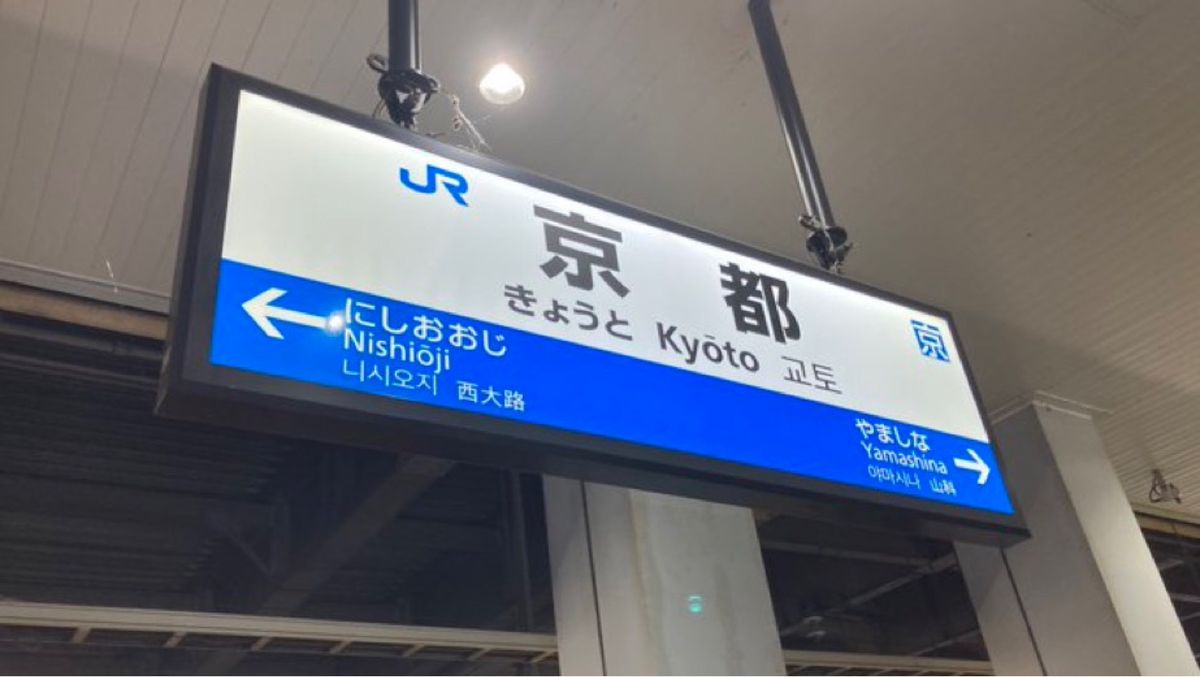 JR
京都
きょうと Kyōto 교토
京
にしおおじ
Nishiōji
니시오지 西大路
やましな
Yamashina
야마시나 山科